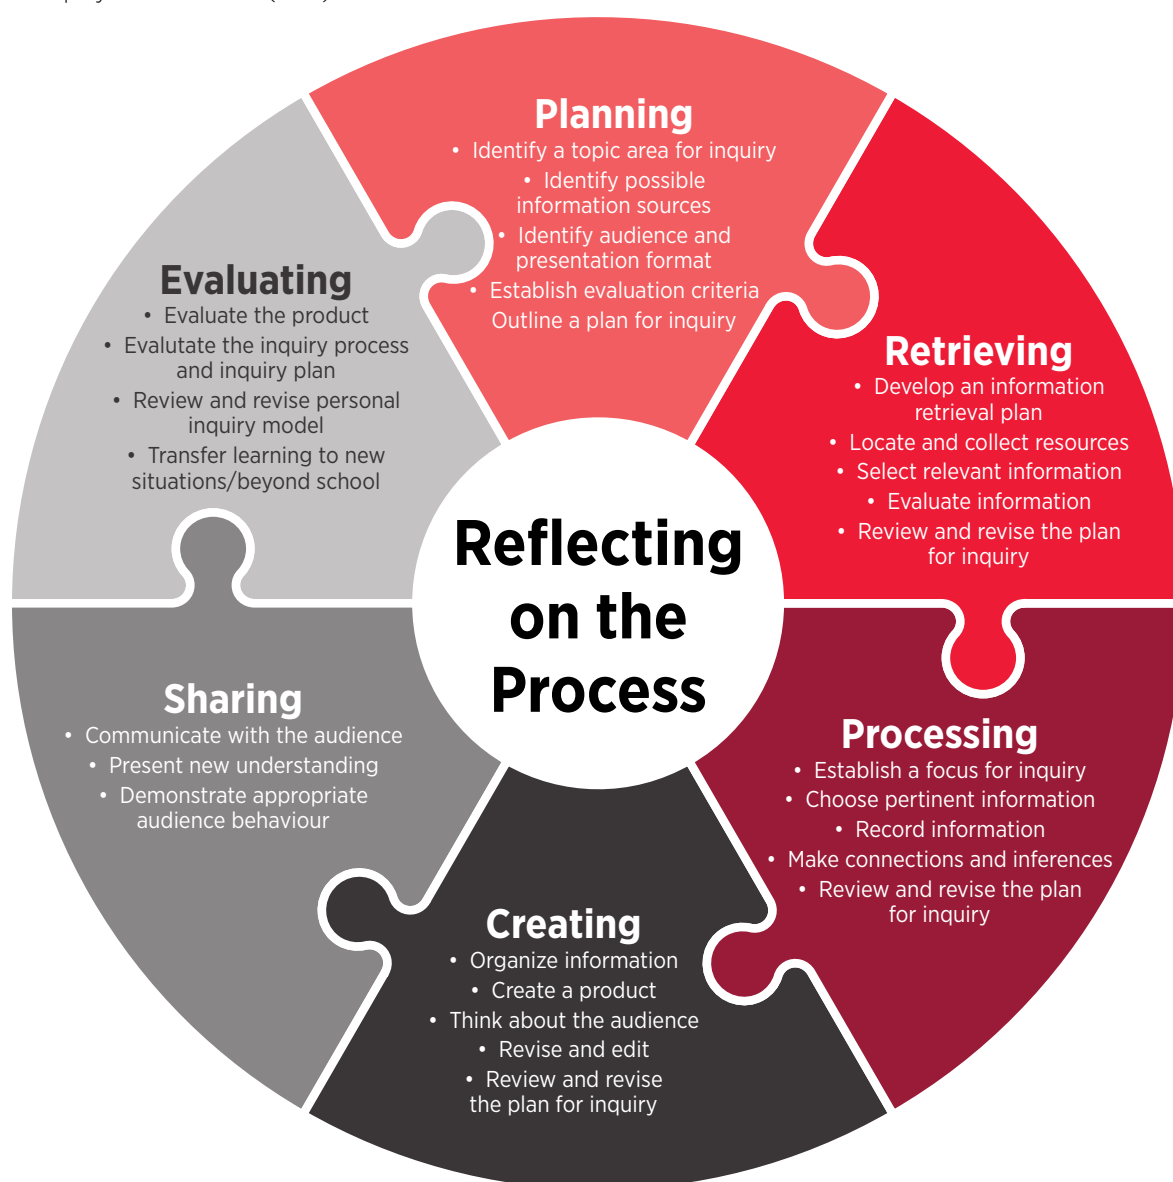 Planning
• Identify a topic area for inquiry
• Identify possible
information sources
• Identify audience and
presentation format
• Establish evaluation criteria
Outline a plan for inquiry
Retrieving
• Develop an information
retrieval plan
• Locate and collect resources
• Select relevant information
• Evaluate information
• Review and revise the plan
for inquiry
Processing
• Establish a focus for inquiry
• Choose pertinent information
• Record information
• Make connections and inferences
• Review and revise the plan
for inquiry
Creating
• Organize information
• Create a product
• Think about the audience
• Revise and edit
• Review and revise
the plan for inquiry
Sharing
• Communicate with the audience
• Present new understanding
• Demonstrate appropriate
audience behaviour
Evaluating
• Evaluate the product
• Evalutate the inquiry process
and inquiry plan
• Review and revise personal
inquiry model
• Transfer learning to new
situations/beyond school
Reflecting
on the
Process